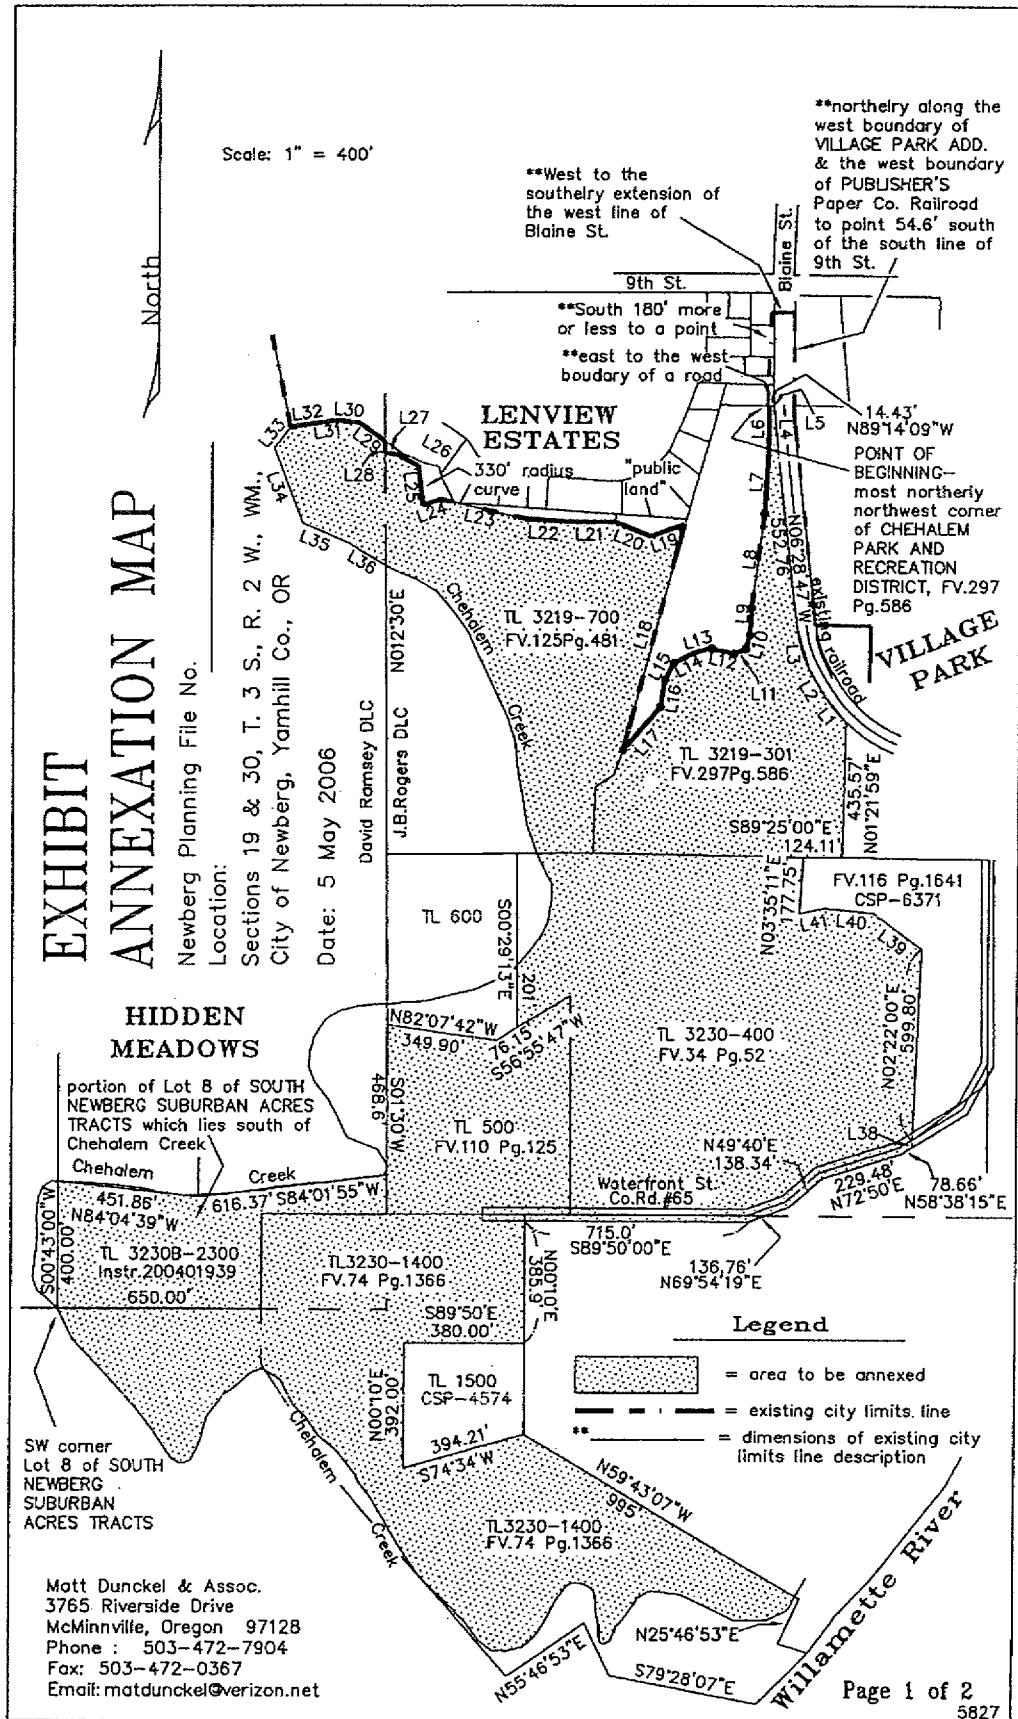 EXHIBIT
ANNEXATION MAP
Newberg Planning File No.
Location:
Sections 19 & 30, T. 3 S., R. 2 W., WM.,
City of Newberg, Yamhill Co., OR
Date: 5 May 2006
North
Scale: 1" = 400'
**northelry along the
west boundary of
VILLAGE PARK ADD.
& the west boundary
of PUBLISHER'S
Paper Co. Railroad
to point 54.6' south
of the south line of
9th St.
**West to the
southelry extension of
the west line of
Blaine St.
Blaine St.
9th St.
**South 180' more
or less to a point
**east to the west
boudary of a road
14.43'
N89°14'09"W
POINT OF
BEGINNING–
most northerly
northwest corner
of CHEHALEM
PARK AND
RECREATION
DISTRICT, FV.297
Pg.586
LENVIEW
ESTATES
330' radius
curve
"public
land"
L33
L32
L31
L30
L29
L28
L27
L26
L25
L24
L23
L22
L21
L20
L19
L34
L35
L36
L18
L17
L16
L15
L14
L13
L12
L11
L10
L9
L8
L7
L6
L5
L4
L3
L2
L1
N06°28'47"W
552.76
existing railroad
VILLAGE
PARK
TL 3219-700
FV.125Pg.481
Chehalem
Creek
N01°12'30"E
David Ramsey DLC
J.B.Rogers DLC
TL 3219-301
FV.297Pg.586
435.57'
N01°21'59"E
S89°25'00"E
124.11'
N03°35'11"E
177.75'
FV.116 Pg.1641
CSP-6371
L41
L40
L39
TL 600
S00°29'13"E
201'
N82°07'42"W
349.90'
76.15'
S56°55'47"W
TL 3230-400
FV.34 Pg.52
N02°22'00"E
599.80'
S01°30'W
468.6'
TL 500
FV.110 Pg.125
N49°40'E
138.34'
L38
Waterfront St.
Co.Rd.#65
229.48'
N72°50'E
78.66'
N58°38'15"E
715.0'
S89°50'00"E
136.76'
N69°54'19"E
HIDDEN
MEADOWS
portion of Lot 8 of SOUTH
NEWBERG SUBURBAN ACRES
TRACTS which lies south of
Chehalem Creek
Chehalem
Creek
451.86'
N84°04'39"W
616.37' S84°01'55"W
S00°43'00"W
400.00'
TL 3230B-2300
Instr.200401939
650.00'
TL3230-1400
FV.74 Pg.1366
N00°10'E
385.9'
S89°50'E
380.00'
N00°10'E
392.00'
TL 1500
CSP-4574
394.21'
S74°34'W
N59°43'07"W
995'
TL3230-1400
FV.74 Pg.1366
Chehalem
Creek
Legend
= area to be annexed
= existing city limits line
**
= dimensions of existing city
limits line description
SW corner
Lot 8 of SOUTH
NEWBERG
SUBURBAN
ACRES TRACTS
N55°46'53"E
S79°28'07"E
N25°46'53"E
Willamette River
Matt Dunckel & Assoc.
3765 Riverside Drive
McMinnville, Oregon 97128
Phone : 503-472-7904
Fax: 503-472-0367
Email: matdunckel@verizon.net
Page 1 of 2
5827